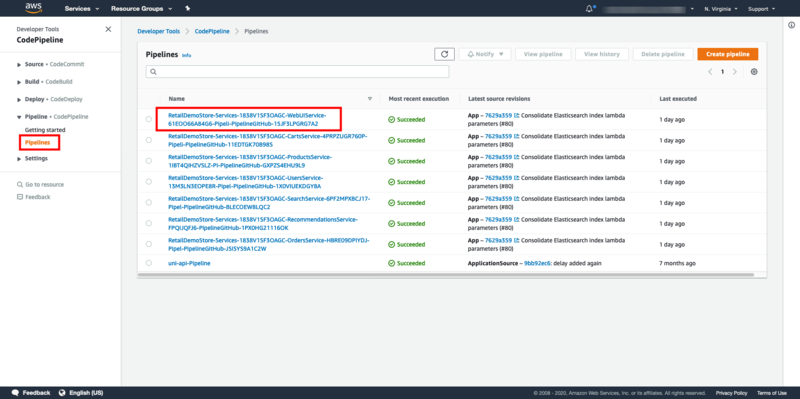 aws
Services
Resource Groups
N. Virginia
Support
Developer Tools
CodePipeline
Source • CodeCommit
Build • CodeBuild
Deploy • CodeDeploy
Pipeline • CodePipeline
Getting started
Pipelines
Settings
Go to resource
Feedback
Developer Tools > CodePipeline > Pipelines
Pipelines Info
Notify
View pipeline
View history
Delete pipeline
Create pipeline
1
Name
Most recent execution
Latest source revisions
Last executed
RetailDemoStore-Services-1838V15F3OAGC-WebUIService-
61EOO66A84G6-Pipeli-PipelineGitHub-15JF3LPGRG7A2
Succeeded
App – 7629a359 Consolidate Elasticsearch index lambda
parameters (#80)
1 day ago
RetailDemoStore-Services-1838V15F3OAGC-CartsService-4PRPZUGR760P-
Pipeli-PipelineGitHub-11EDTGK70B985
Succeeded
App – 7629a359 Consolidate Elasticsearch index lambda
parameters (#80)
1 day ago
RetailDemoStore-Services-1838V15F3OAGC-ProductsService-
1IBT4QIHZVSLZ-Pi-PipelineGitHub-GXPZ54EHU9L9
Succeeded
App – 7629a359 Consolidate Elasticsearch index lambda
parameters (#80)
1 day ago
RetailDemoStore-Services-1838V15F3OAGC-UsersService-
13M3LN3EOPE8R-Pipel-PipelineGitHub-1X0VIUEKDGY8A
Succeeded
App – 7629a359 Consolidate Elasticsearch index lambda
parameters (#80)
1 day ago
RetailDemoStore-Services-1838V15F3OAGC-SearchService-6PF2MPXBCJ17-
Pipel-PipelineGitHub-BLECDEW3LQC2
Succeeded
App – 7629a359 Consolidate Elasticsearch index lambda
parameters (#80)
1 day ago
RetailDemoStore-Services-1838V15F3OAGC-RecommendationsService-
FPQUQFJ6-PipelineGitHub-1PX0HG21116OK
Succeeded
App – 7629a359 Consolidate Elasticsearch index lambda
parameters (#80)
1 day ago
RetailDemoStore-Services-1838V15F3OAGC-OrdersService-H8RE09DPIYDJ-
Pipel-PipelineGitHub-J5I5Y59A1C2W
Succeeded
App – 7629a359 Consolidate Elasticsearch index lambda
parameters (#80)
1 day ago
uni-api-Pipeline
Succeeded
ApplicationSource – 9bb92ec6: delay added again
7 months ago
Feedback
English (US)
© 2008 - 2020, Amazon Web Services, Inc. or its affiliates. All rights reserved.
Privacy Policy
Terms of Use